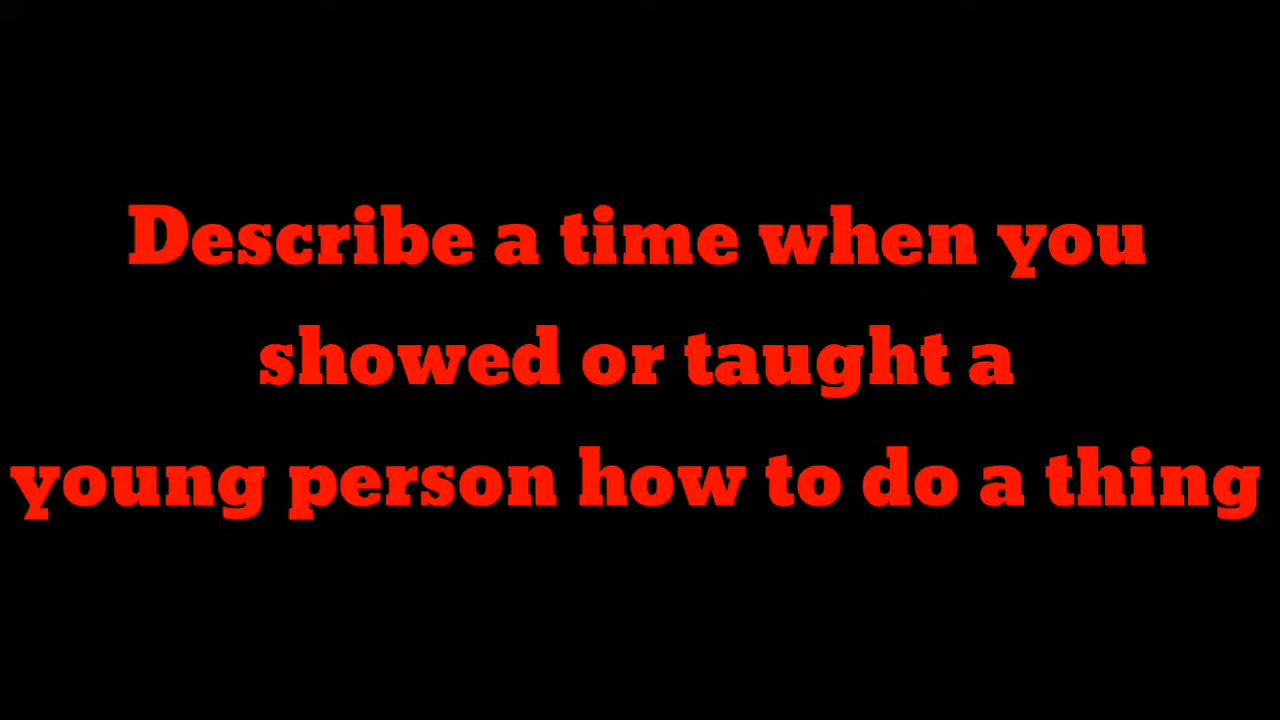 Describe a time when you
showed or taught a
young person how to do a thing